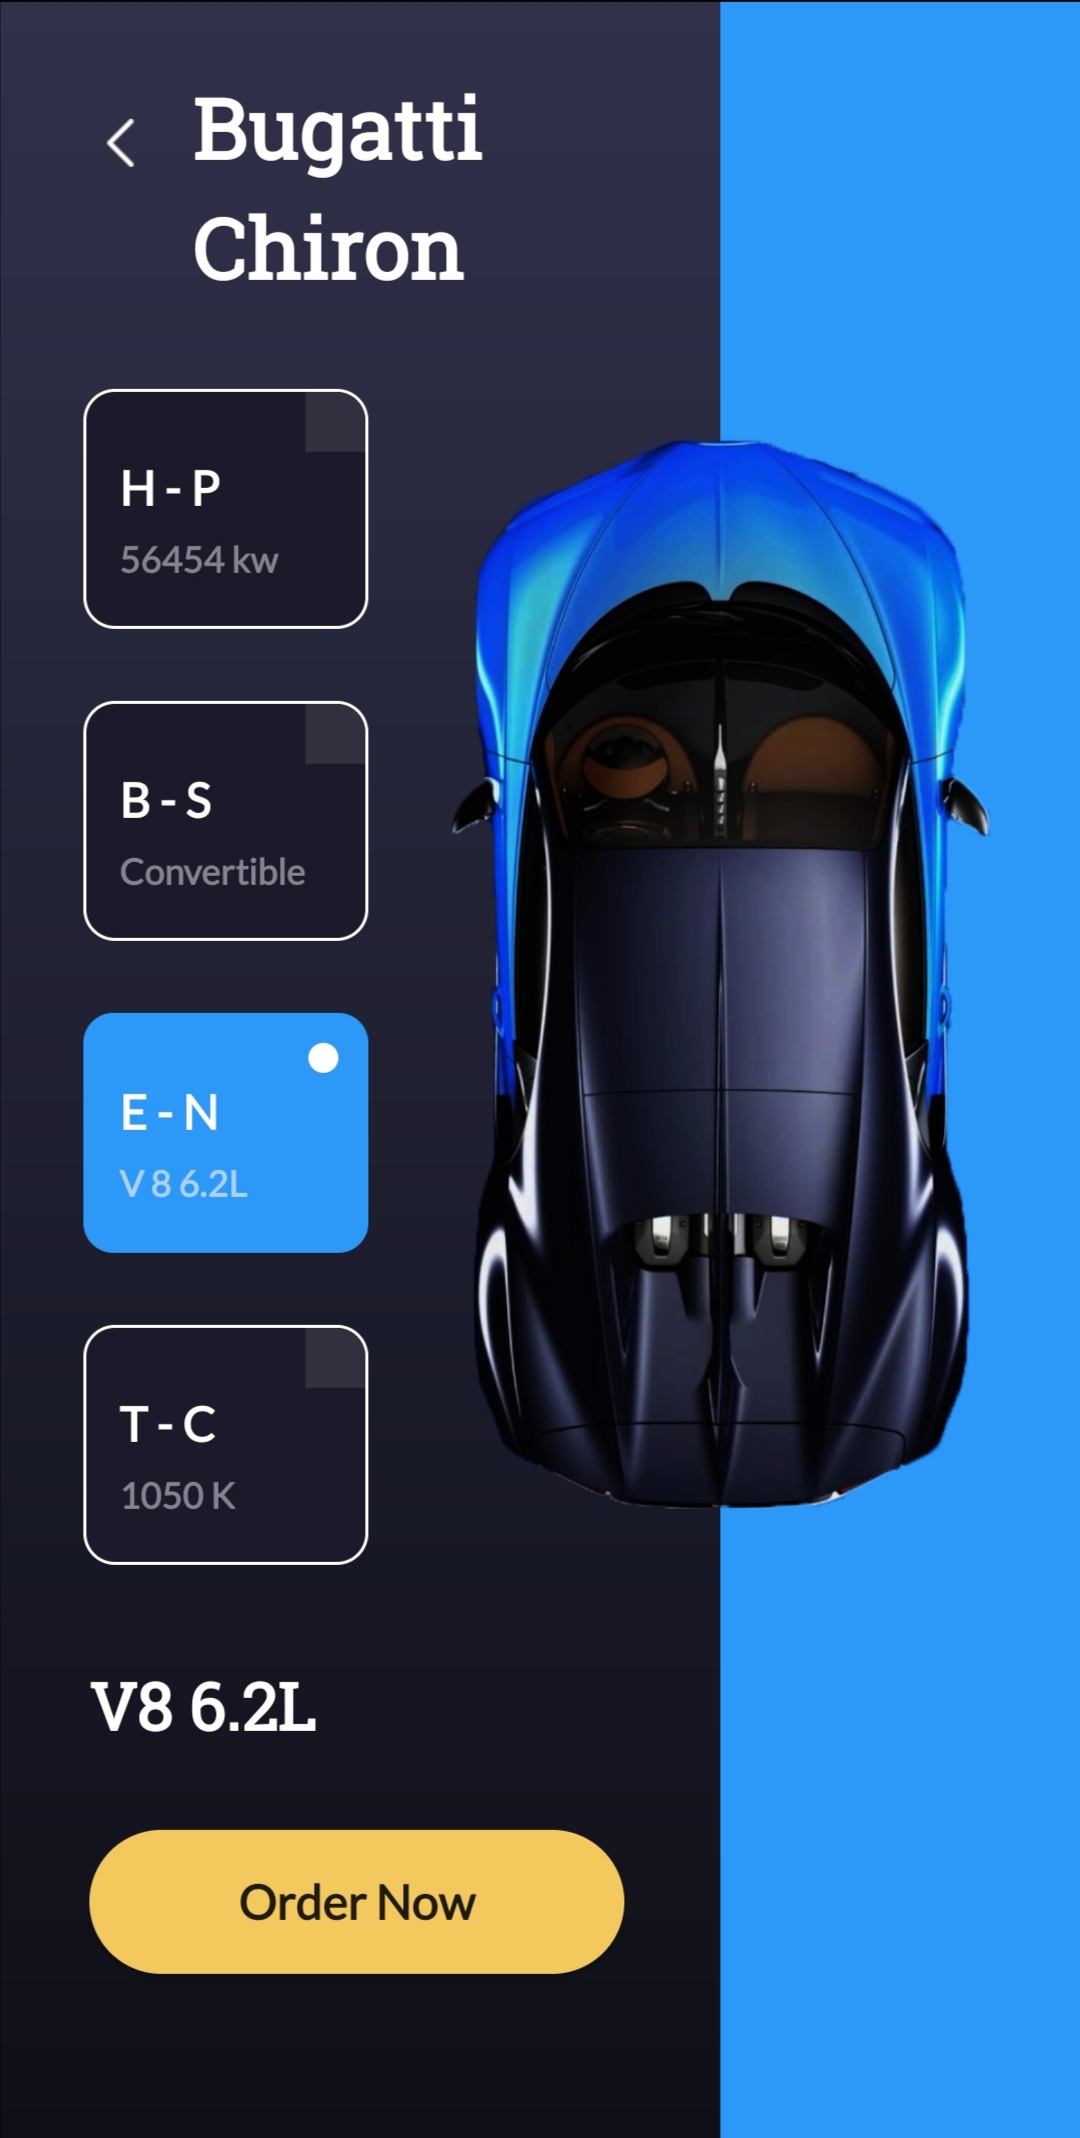 Bugatti
Chiron
H - P
56454 kw
B - S
Convertible
E - N
V 8 6.2L
T - C
1050 K
V8 6.2L
Order Now